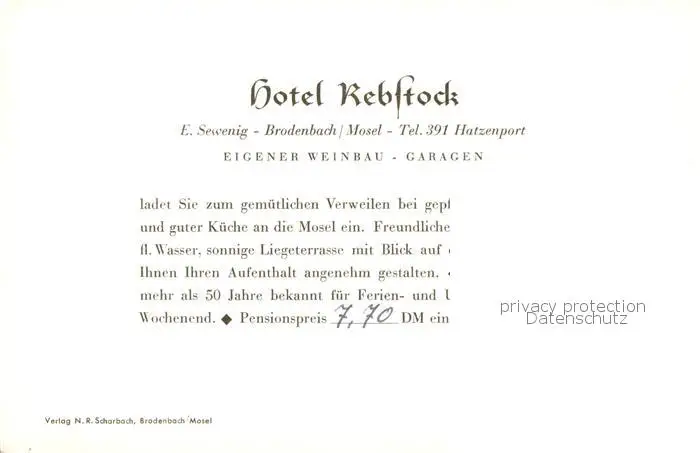 Hotel Rebstock
E. Sewenig - Brodenbach/Mosel - Tel. 391 Hatzenport
EIGENER WEINBAU - GARAGEN
ladet Sie zum gemütlichen Verweilen bei gepf
und guter Küche an die Mosel ein. Freundliche
fl. Wasser, sonnige Liegeterrasse mit Blick auf
Ihnen Ihren Aufenthalt angenehm gestalten.
mehr als 50 Jahre bekannt für Ferien- und
Wochenend. ◆ Pensionspreis 7,70 DM ein
privacy protection
Datenschutz
Verlag N. R. Scharbach, Brodenbach/Mosel